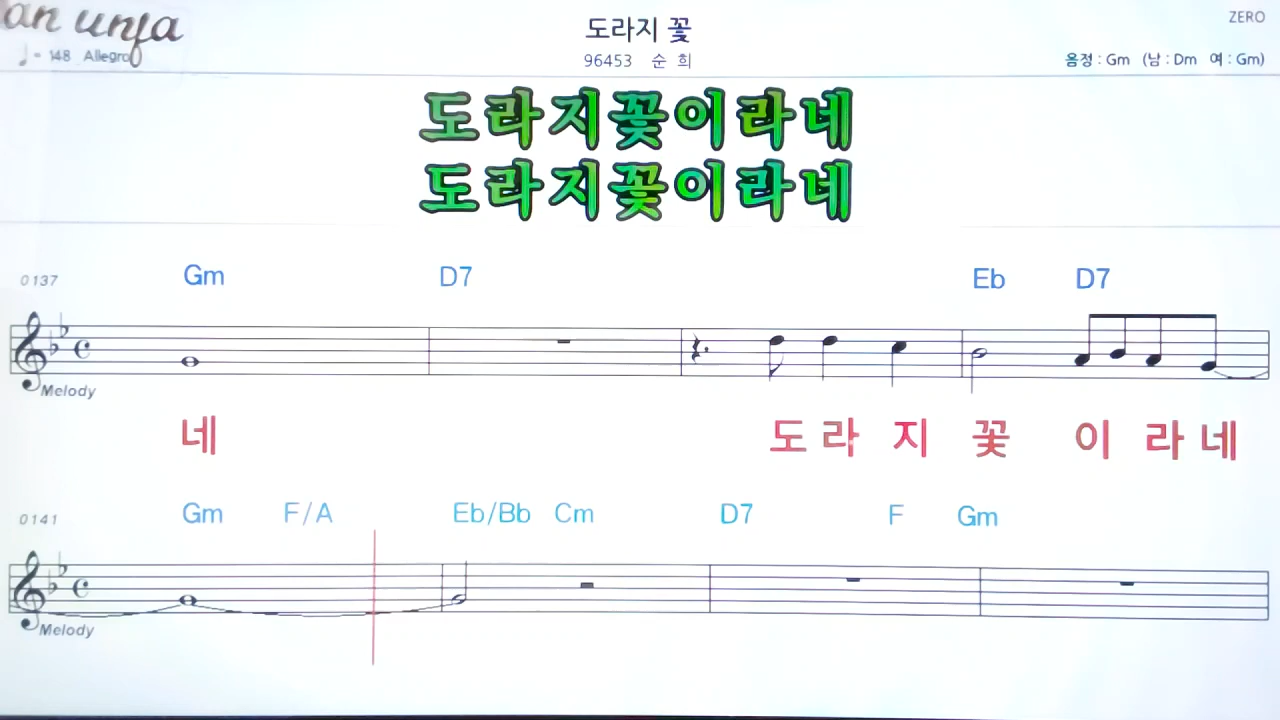 an unfa
♩= 148 Allegro
도라지 꽃
96453 순 희
ZERO
음정 : Gm (남 : Dm 여 : Gm)
도라지꽃이라네
도라지꽃이라네
0137 Gm D7 Eb D7
Melody
네 도 라 지 꽃 이 라 네
0141 Gm F/A Eb/Bb Cm D7 F Gm
Melody